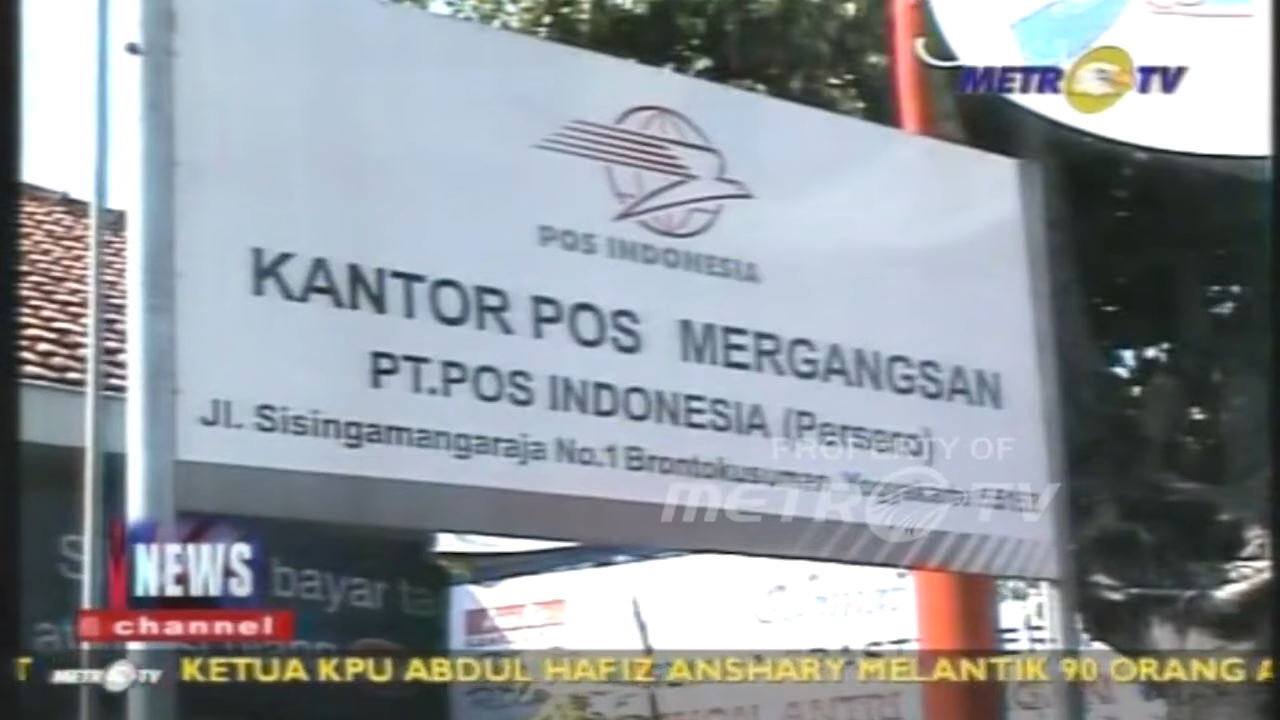 METRO TV
POS INDONESIA
KANTOR POS MERGANGSAN
PT.POS INDONESIA (Persero)
Jl. Sisingamangaraja No.1 Brontokusuman Yogyakarta
PROPERTY OF
METRO TV
NEWS
channel
bayar
METRO TV
KETUA KPU ABDUL HAFIZ ANSHARY MELANTIK 90 ORANG A